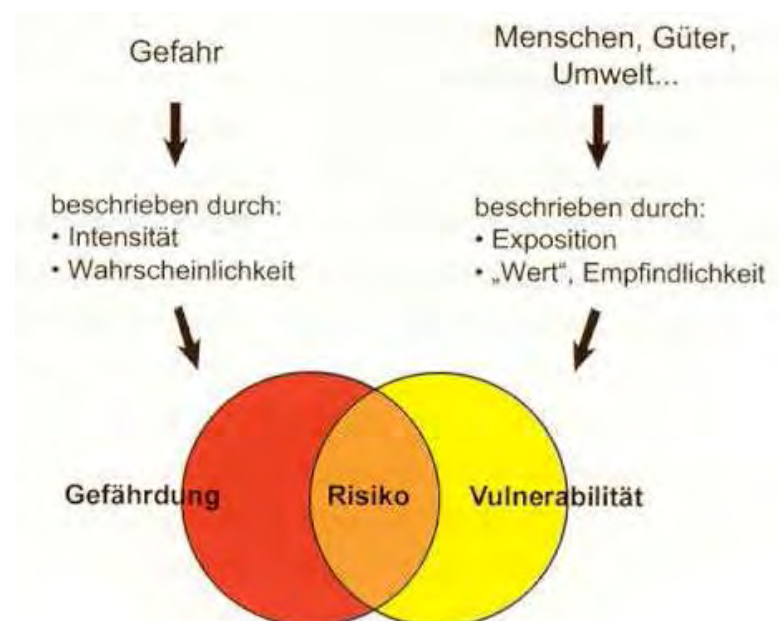 Gefahr
Menschen, Güter,
Umwelt...
beschrieben durch:
• Intensität
• Wahrscheinlichkeit
beschrieben durch:
• Exposition
• „Wert“, Empfindlichkeit
Gefährdung
Risiko
Vulnerabilität